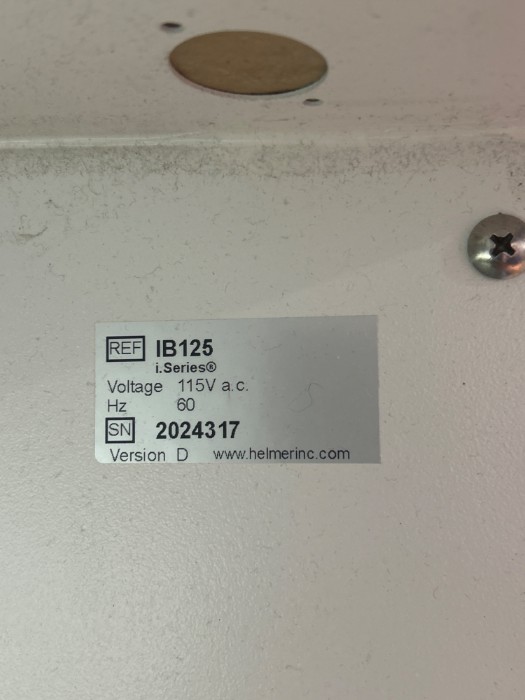 REF IB125
i.Series®
Voltage 115V a.c.
Hz 60
SN 2024317
Version D www.helmerinc.com